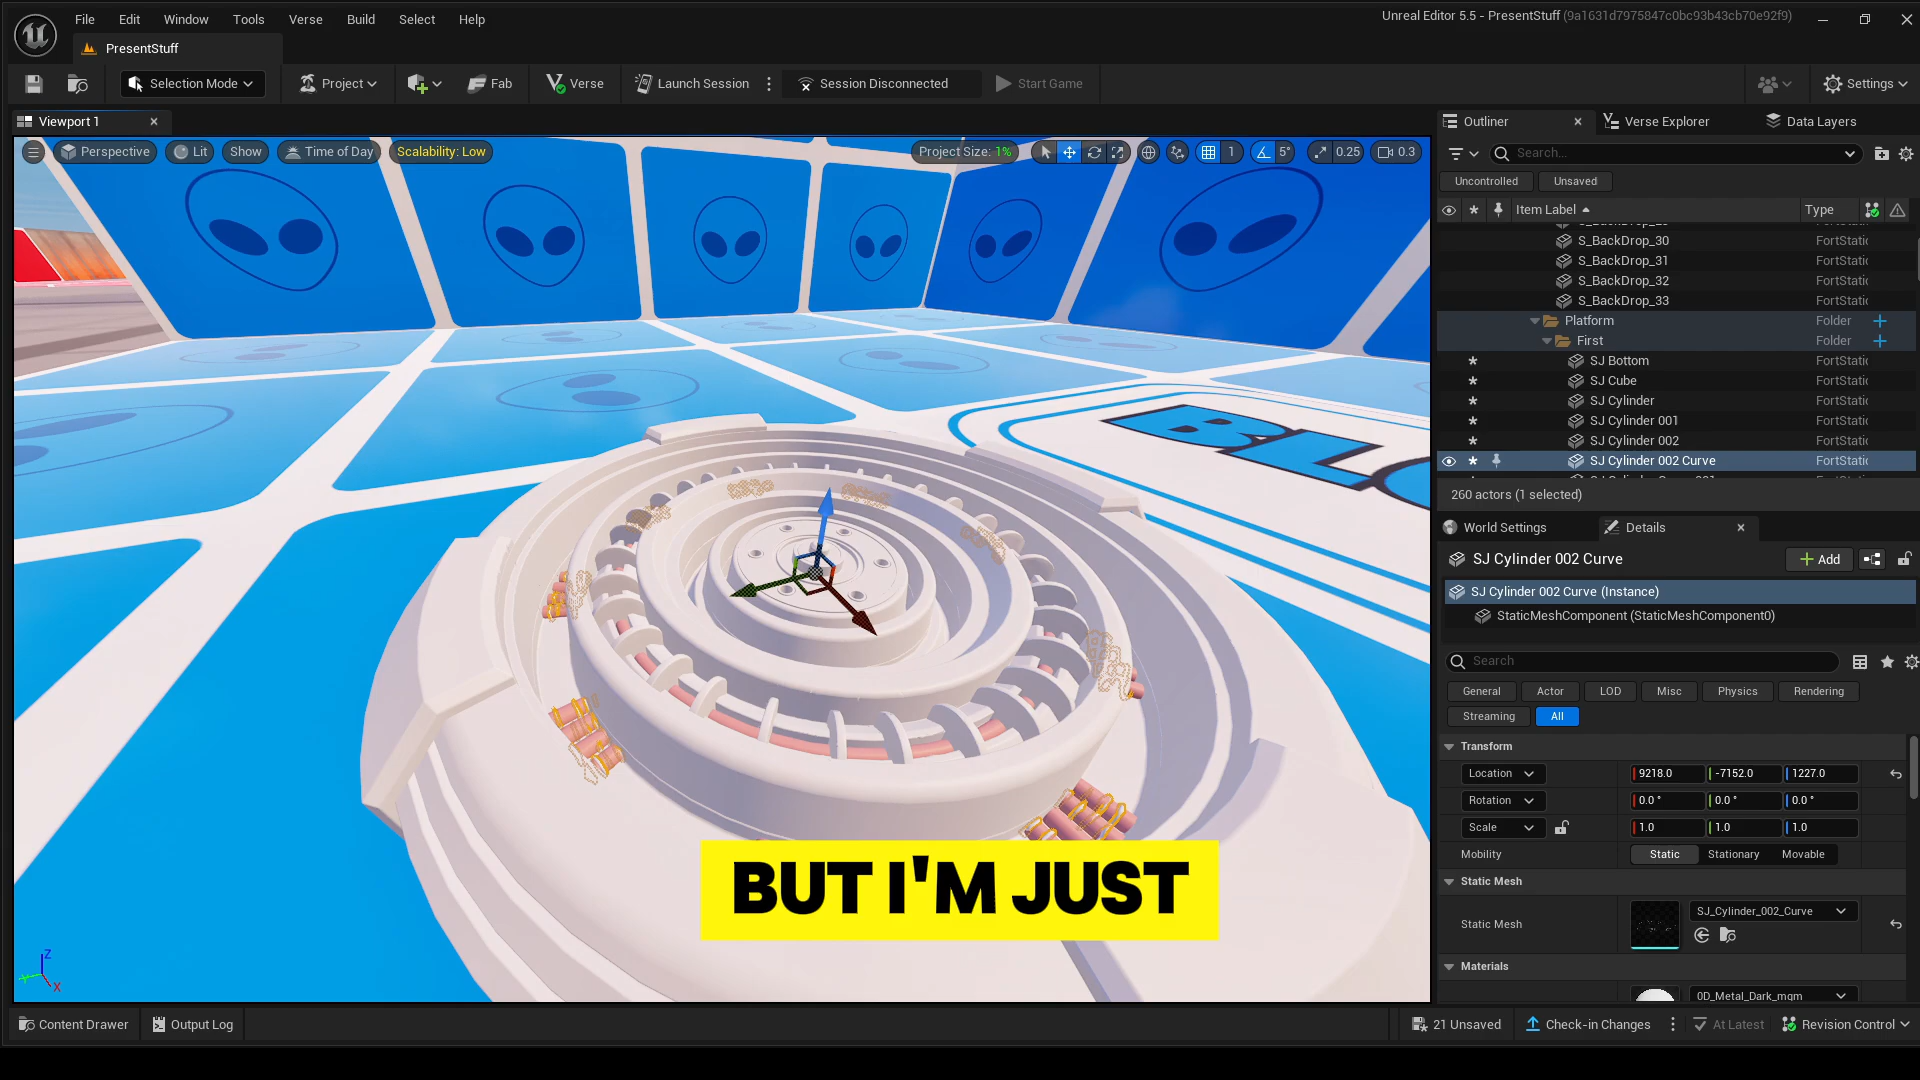 File Edit Window Tools Verse Build Select Help
Unreal Editor 5.5 - PresentStuff (9a1631d7975847c0bc93b43cb70e92f9)
PresentStuff
Selection Mode Project Fab Verse Launch Session Session Disconnected Start Game Settings
Viewport 1
Perspective Lit Show Time of Day Scalability: Low Project Size: 1% 1 5° 0.25 0.3
BUT I'M JUST
Z
X
Outliner Verse Explorer Data Layers
Search...
Uncontrolled Unsaved
Item Label Type
S_BackDrop_30 FortStatic
S_BackDrop_31 FortStatic
S_BackDrop_32 FortStatic
S_BackDrop_33 FortStatic
Platform Folder
First Folder
SJ Bottom FortStatic
SJ Cube FortStatic
SJ Cylinder FortStatic
SJ Cylinder 001 FortStatic
SJ Cylinder 002 FortStatic
SJ Cylinder 002 Curve FortStatic
260 actors (1 selected)
World Settings Details
SJ Cylinder 002 Curve Add
SJ Cylinder 002 Curve (Instance)
StaticMeshComponent (StaticMeshComponent0)
Search
General Actor LOD Misc Physics Rendering
Streaming All
Transform
Location 9218.0 -7152.0 1227.0
Rotation 0.0 ° 0.0 ° 0.0 °
Scale 1.0 1.0 1.0
Mobility Static Stationary Movable
Static Mesh
Static Mesh SJ_Cylinder_002_Curve
Materials
0D_Metal_Dark_mgm
Content Drawer Output Log 21 Unsaved Check-in Changes At Latest Revision Control